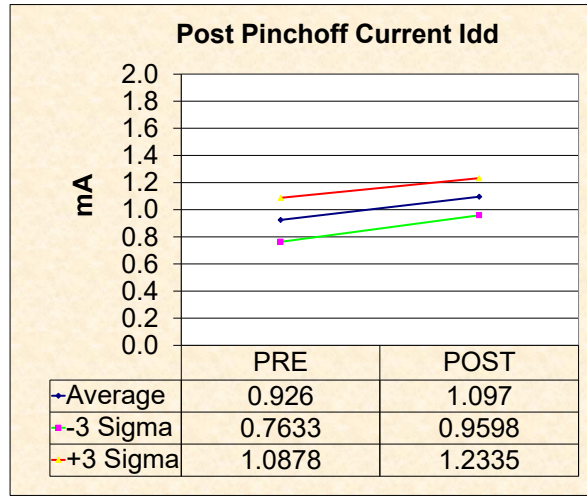 Post Pinchoff Current Idd
2.0
1.8
1.6
1.4
1.2
1.0
0.8
0.6
0.4
0.2
0.0
mA
PRE POST
Average 0.926 1.097
-3 Sigma 0.7633 0.9598
+3 Sigma 1.0878 1.2335